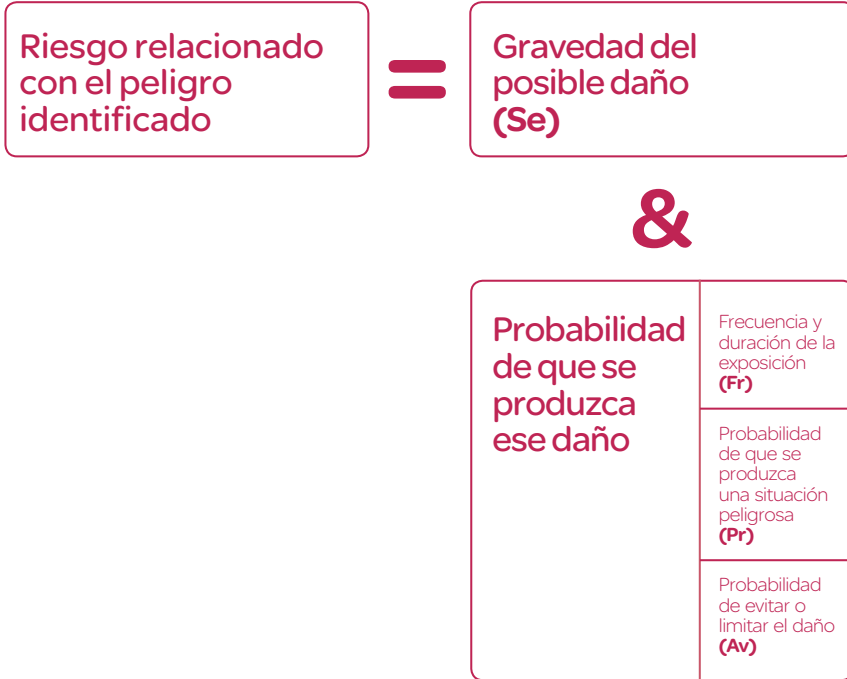 Riesgo relacionado
con el peligro
identificado
=
Gravedad del
posible daño
(Se)
&
Probabilidad
de que se
produzca
ese daño
Frecuencia y
duración de la
exposición
(Fr)
Probabilidad
de que se
produzca
una situación
peligrosa
(Pr)
Probabilidad
de evitar o
limitar el daño
(Av)